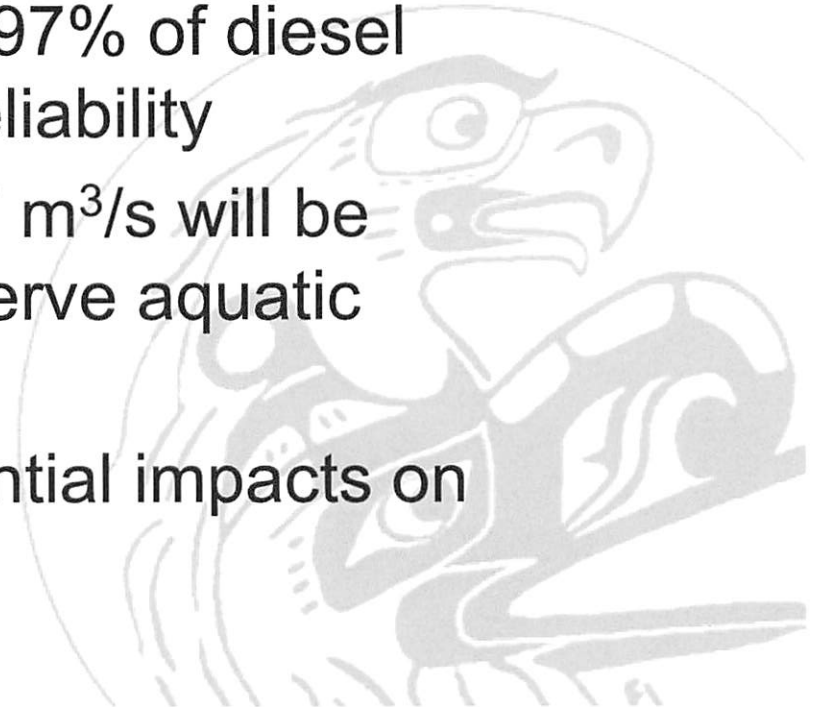 97% of diesel
eliability
m³/s will be
erve aquatic
ntial impacts on